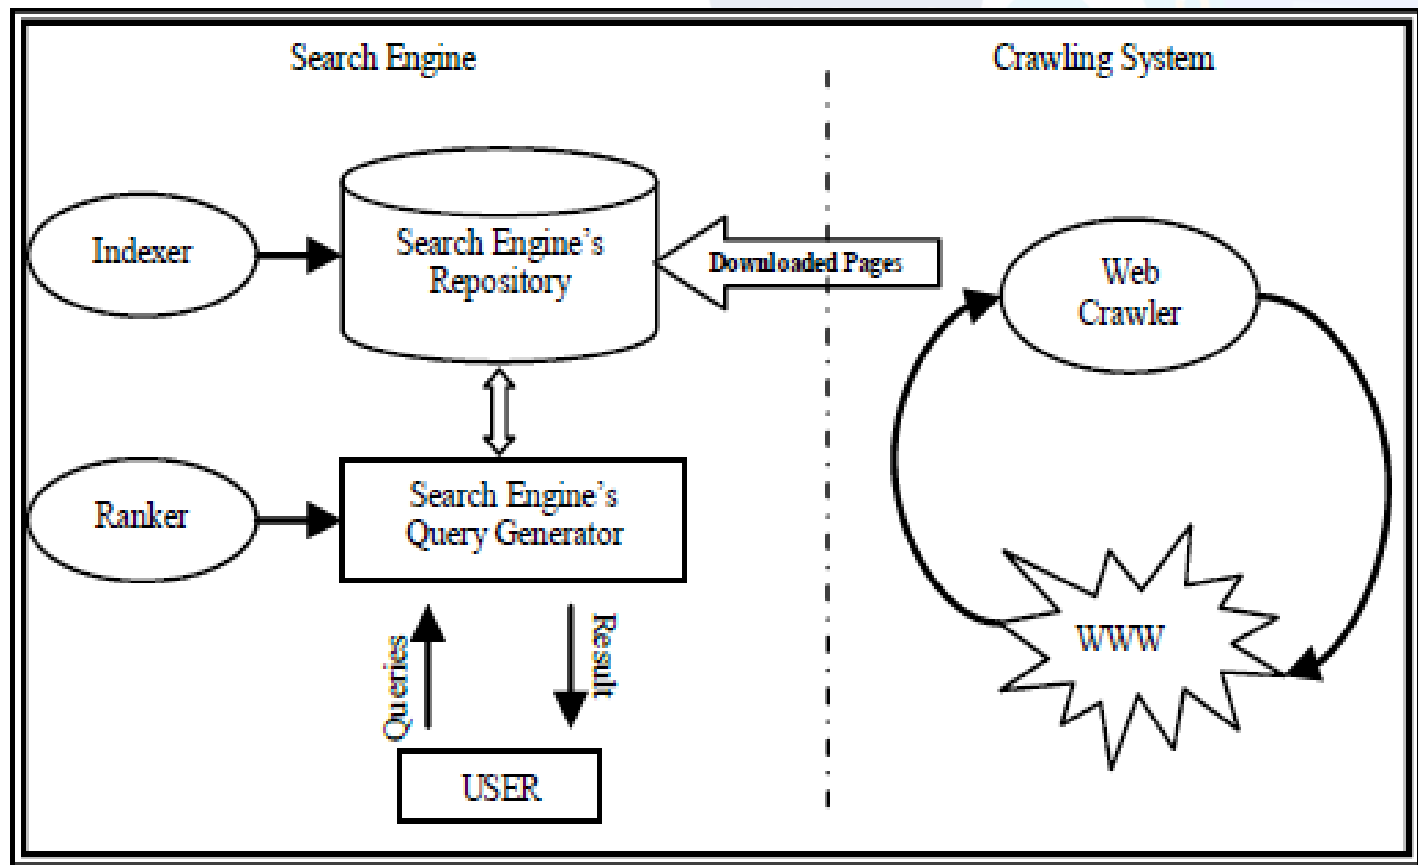 Search Engine
Crawling System
Indexer
Search Engine’s
Repository
Downloaded Pages
Web
Crawler
Ranker
Search Engine’s
Query Generator
Queries
Result
WWW
USER